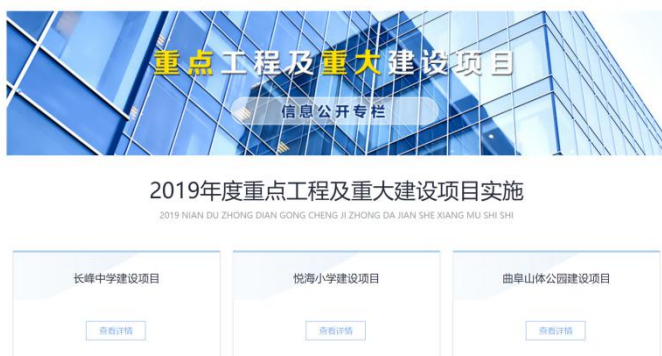 重点工程及重大建设项目
信息公开专栏
2019年度重点工程及重大建设项目实施
2019 NIAN DU ZHONG DIAN GONG CHENG JI ZHONG DA JIAN SHE XIANG MU SHI SHI
长峰中学建设项目 悦海小学建设项目 曲阜山体公园建设项目
查看详情 查看详情 查看详情